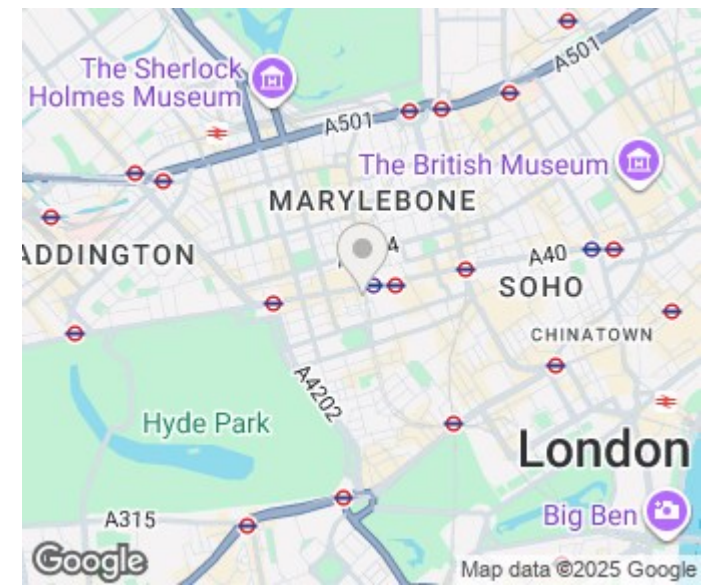 The Sherlock
Holmes Museum
A501
A501
The British Museum
MARYLEBONE
4
A40
ADDINGTON
SOHO
CHINATOWN
A4202
Hyde Park
London
A315
Big Ben
Google
Map data ©2025 Google